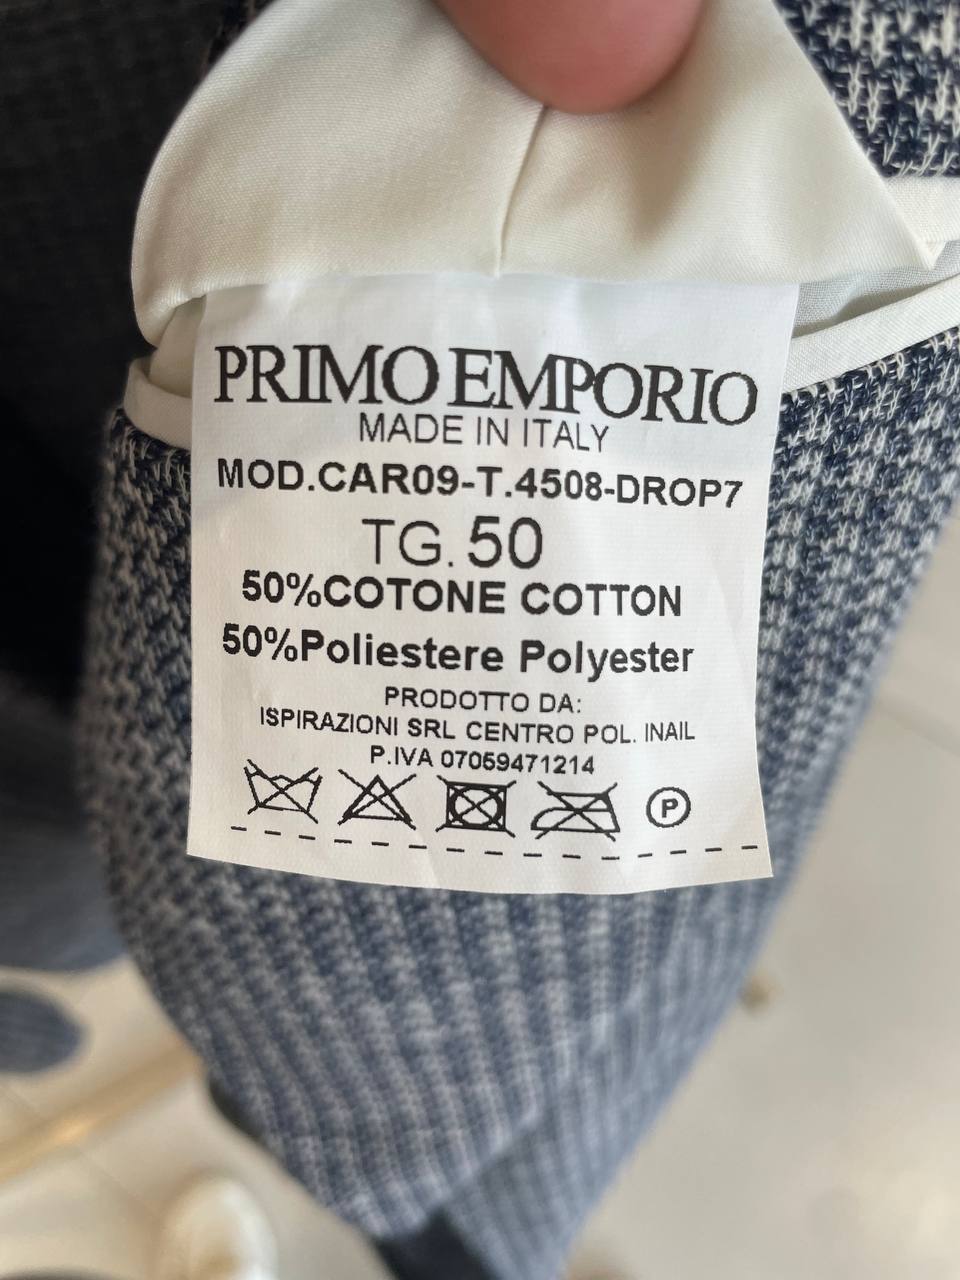 PRIMO EMPORIO
MADE IN ITALY
MOD.CAR09-T.4508-DROP7
TG. 50
50%COTONE COTTON
50%Poliestere Polyester
PRODOTTO DA:
ISPIRAZIONI SRL CENTRO POL. INAIL
P.IVA 07059471214
P